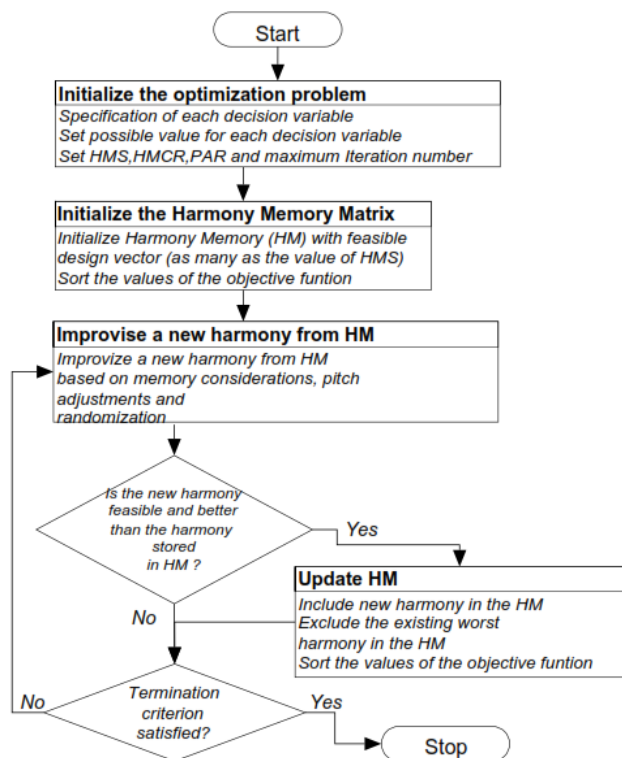 Start
Initialize the optimization problem
Specification of each decision variable
Set possible value for each decision variable
Set HMS,HMCR,PAR and maximum Iteration number
Initialize the Harmony Memory Matrix
Initialize Harmony Memory (HM) with feasible
design vector (as many as the value of HMS)
Sort the values of the objective funtion
Improvise a new harmony from HM
Improvize a new harmony from HM
based on memory considerations, pitch
adjustments and
randomization
Is the new harmony
feasible and better
than the harmony
stored
in HM ?
Yes
Update HM
Include new harmony in the HM
Exclude the existing worst
harmony in the HM
Sort the values of the objective funtion
No
No
Termination
criterion
satisfied?
Yes
Stop